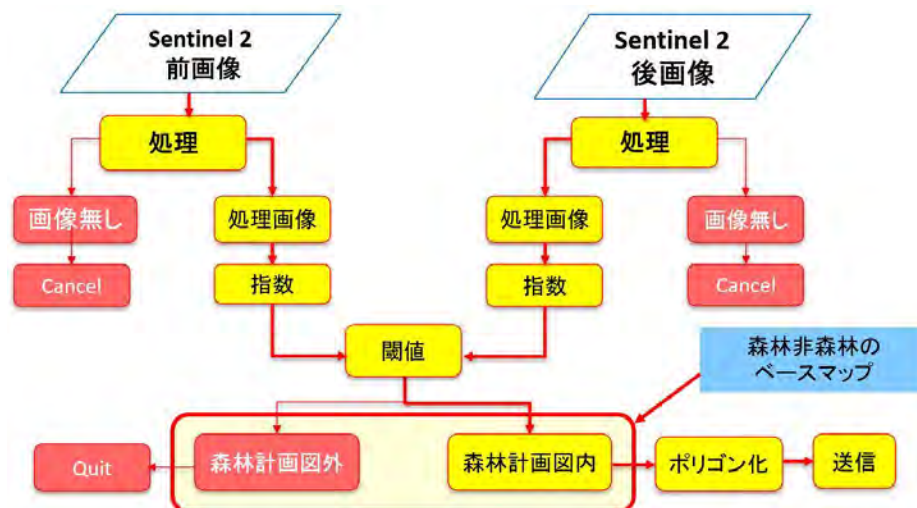 Sentinel 2
前画像
Sentinel 2
後画像
処理
処理
画像無し
処理画像
処理画像
画像無し
Cancel
指数
指数
Cancel
閾値
森林非森林の
ベースマップ
Quit
森林計画図外
森林計画図内
ポリゴン化
送信